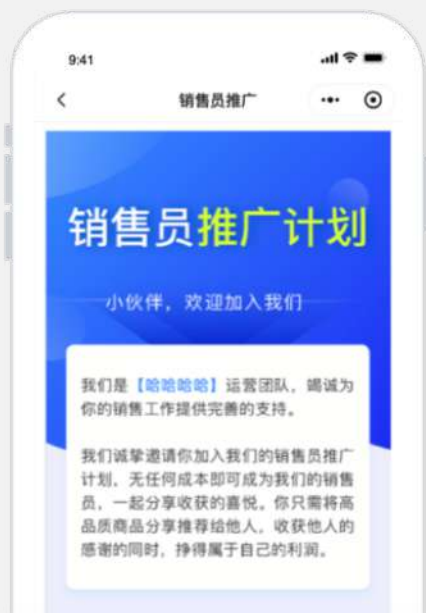 9:41
销售员推广
销售员推广计划
小伙伴，欢迎加入我们
我们是【哈哈哈哈】运营团队，竭诚为
你的销售工作提供完善的支持。
我们诚挚邀请你加入我们的销售员推广
计划，无任何成本即可成为我们的销售
员，一起分享收获的喜悦。你只需将高
品质商品分享推荐给他人，收获他人的
感谢的同时，挣得属于自己的利润。